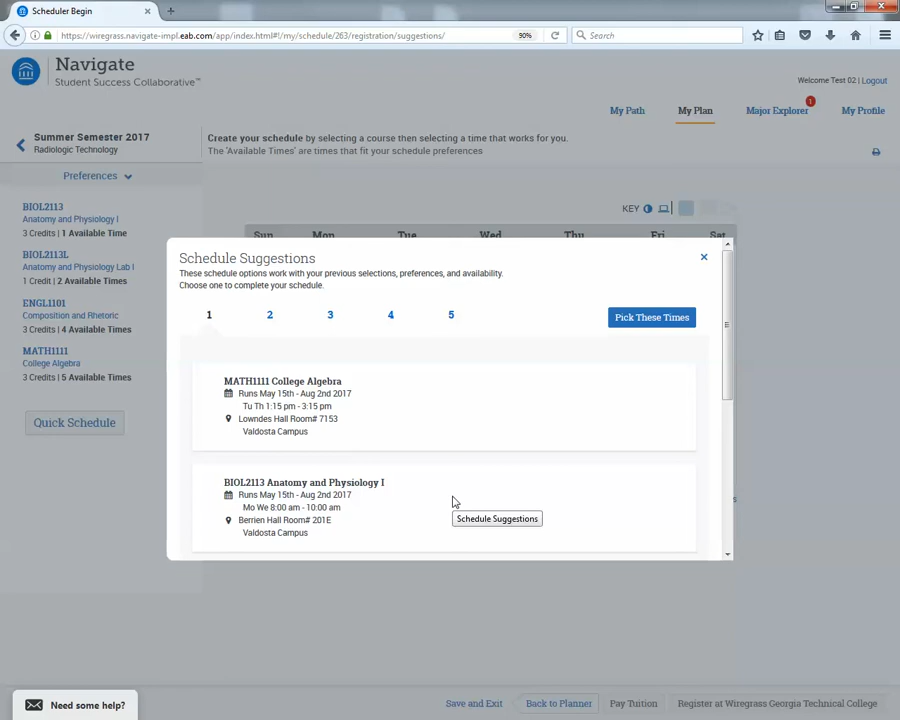 Scheduler Begin
https://wiregrass.navigate-impl.eab.com/app/index.html#!/my/schedule/263/registration/suggestions/
90%
Search
Navigate
Student Success Collaborative™
Welcome Test 02 | Logout
My Path
My Plan
Major Explorer
1
My Profile
Summer Semester 2017
Radiologic Technology
Create your schedule by selecting a course then selecting a time that works for you.
The 'Available Times' are times that fit your schedule preferences
Preferences
KEY
BIOL2113
Anatomy and Physiology I
3 Credits | 1 Available Time
BIOL2113L
Anatomy and Physiology Lab I
1 Credit | 2 Available Times
ENGL1101
Composition and Rhetoric
3 Credits | 4 Available Times
MATH1111
College Algebra
3 Credits | 5 Available Times
Quick Schedule
Sun Mon Tue Wed Thu Fri Sat
Schedule Suggestions
These schedule options work with your previous selections, preferences, and availability.
Choose one to complete your schedule.
1 2 3 4 5
Pick These Times
MATH1111 College Algebra
Runs May 15th - Aug 2nd 2017
Tu Th 1:15 pm - 3:15 pm
Lowndes Hall Room# 7153
Valdosta Campus
BIOL2113 Anatomy and Physiology I
Runs May 15th - Aug 2nd 2017
Mo We 8:00 am - 10:00 am
Berrien Hall Room# 201E
Valdosta Campus
Schedule Suggestions
Need some help?
Save and Exit
Back to Planner
Pay Tuition
Register at Wiregrass Georgia Technical College